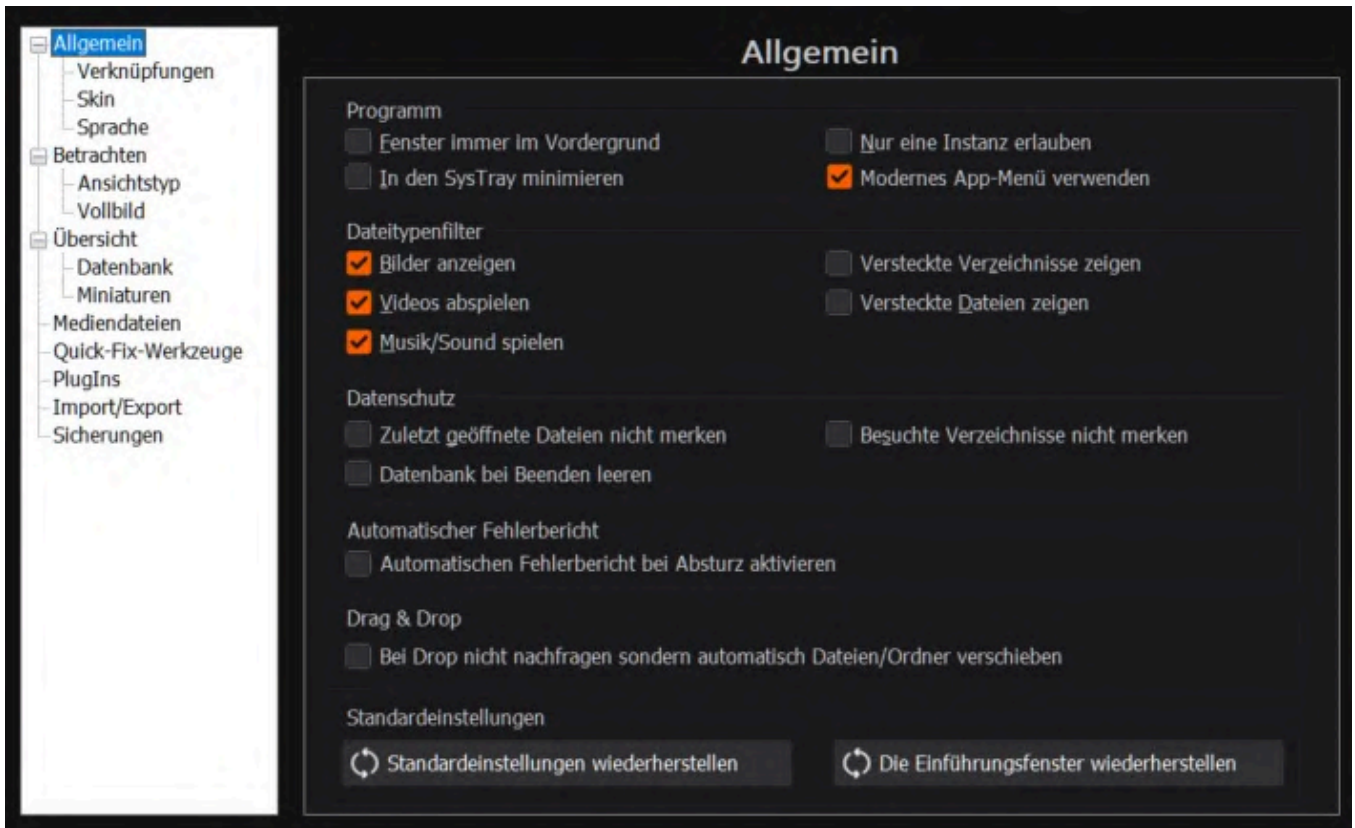 Allgemein
Verknüpfungen
Skin
Sprache
Betrachten
Ansichtstyp
Vollbild
Übersicht
Datenbank
Miniaturen
Mediendateien
Quick-Fix-Werkzeuge
PlugIns
Import/Export
Sicherungen
Allgemein
Programm
Fenster immer im Vordergrund
Nur eine Instanz erlauben
In den SysTray minimieren
Modernes App-Menü verwenden
Dateitypenfilter
Bilder anzeigen
Versteckte Verzeichnisse zeigen
Videos abspielen
Versteckte Dateien zeigen
Musik/Sound spielen
Datenschutz
Zuletzt geöffnete Dateien nicht merken
Besuchte Verzeichnisse nicht merken
Datenbank bei Beenden leeren
Automatischer Fehlerbericht
Automatischen Fehlerbericht bei Absturz aktivieren
Drag & Drop
Bei Drop nicht nachfragen sondern automatisch Dateien/Ordner verschieben
Standardeinstellungen
Standardeinstellungen wiederherstellen
Die Einführungsfenster wiederherstellen